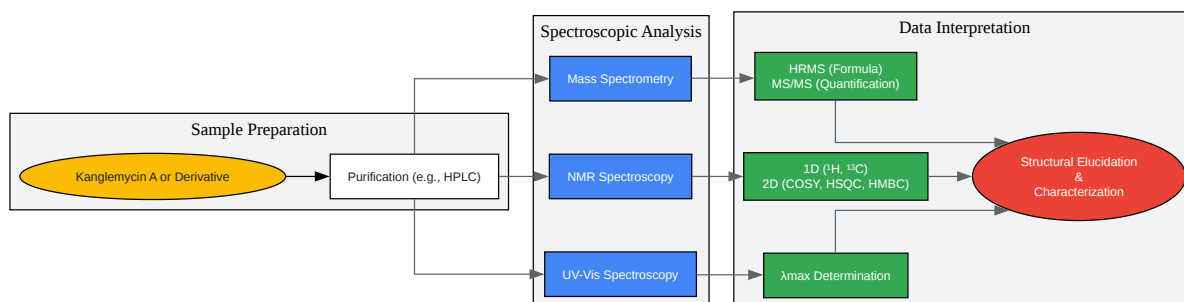 Sample Preparation
Kanglemycin A or Derivative
Purification (e.g., HPLC)
Spectroscopic Analysis
Mass Spectrometry
NMR Spectroscopy
UV-Vis Spectroscopy
Data Interpretation
HRMS (Formula)
MS/MS (Quantification)
1D (¹H, ¹³C)
2D (COSY, HSQC, HMBC)
λmax Determination
Structural Elucidation
&
Characterization